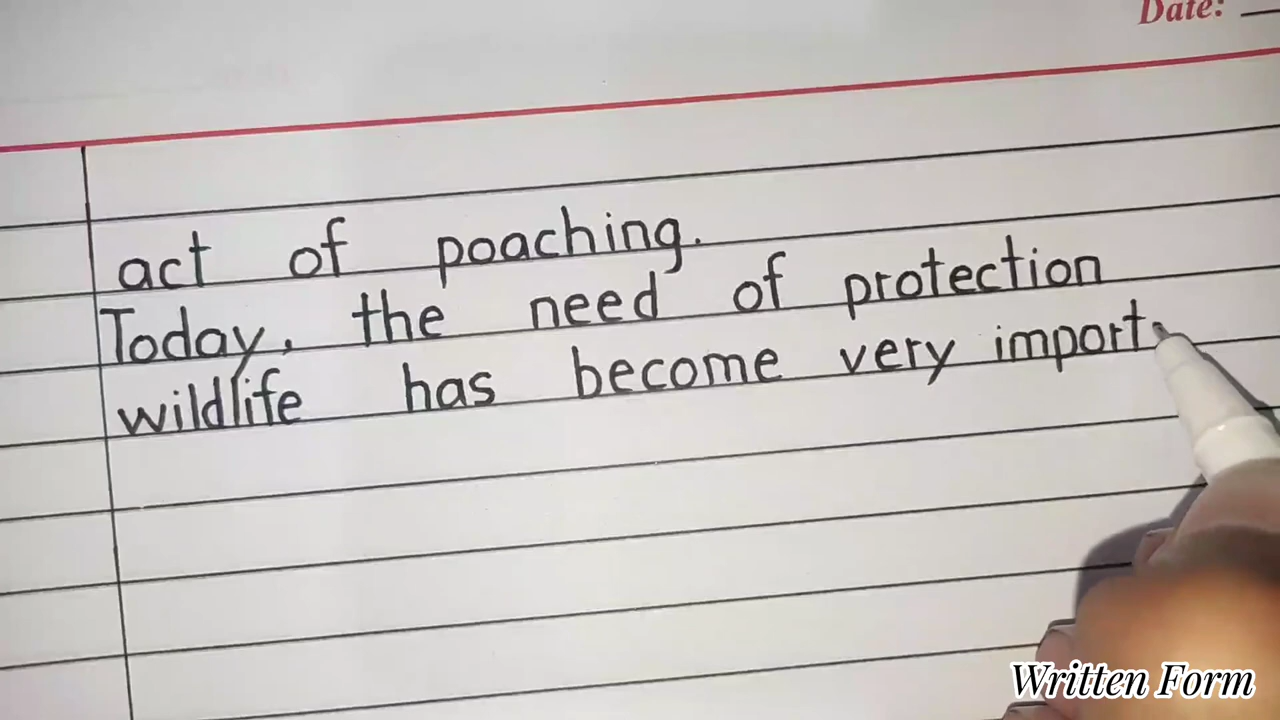 Date:
act of poaching.
Today, the need of protection
wildlife has become very import
Written Form